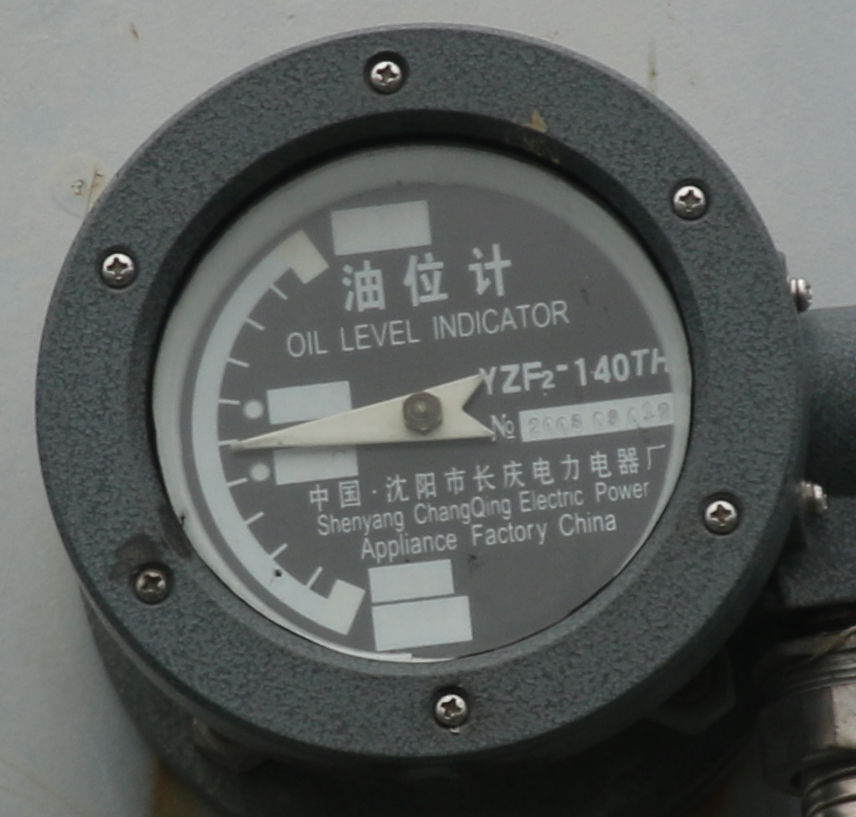 油位计
OIL LEVEL INDICATOR
YZF2-140TH
№
中国·沈阳市长庆电力电器厂
Shenyang ChangQing Electric Power
Appliance Factory China